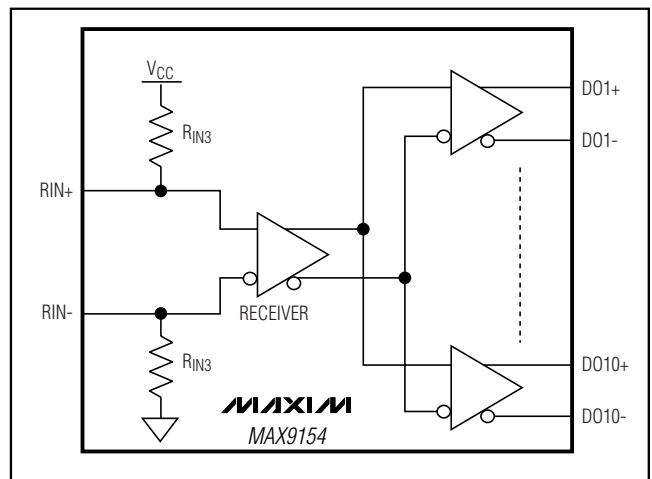 VCC
RIN3
DO1+
DO1-
RIN+
RIN-
RECEIVER
RIN3
MAXIM
MAX9154
DO10+
DO10-